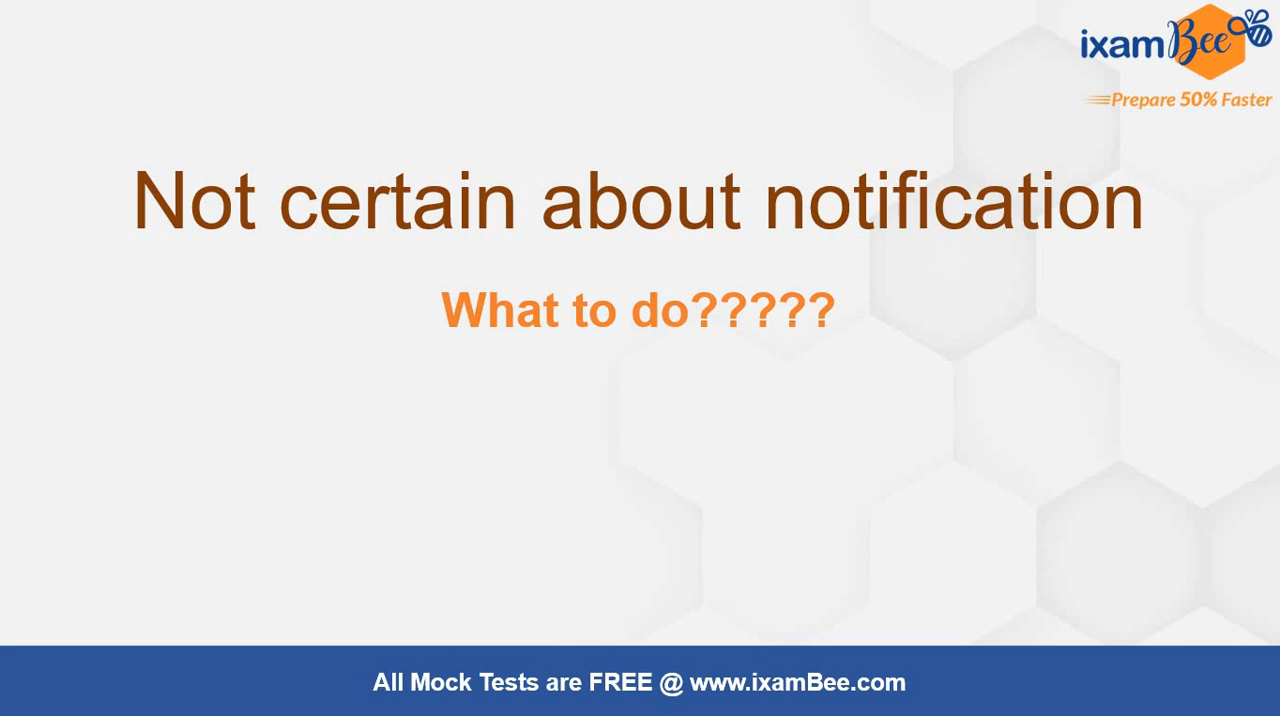 ixamBee
Prepare 50% Faster
Not certain about notification
What to do?????
All Mock Tests are FREE @ www.ixamBee.com